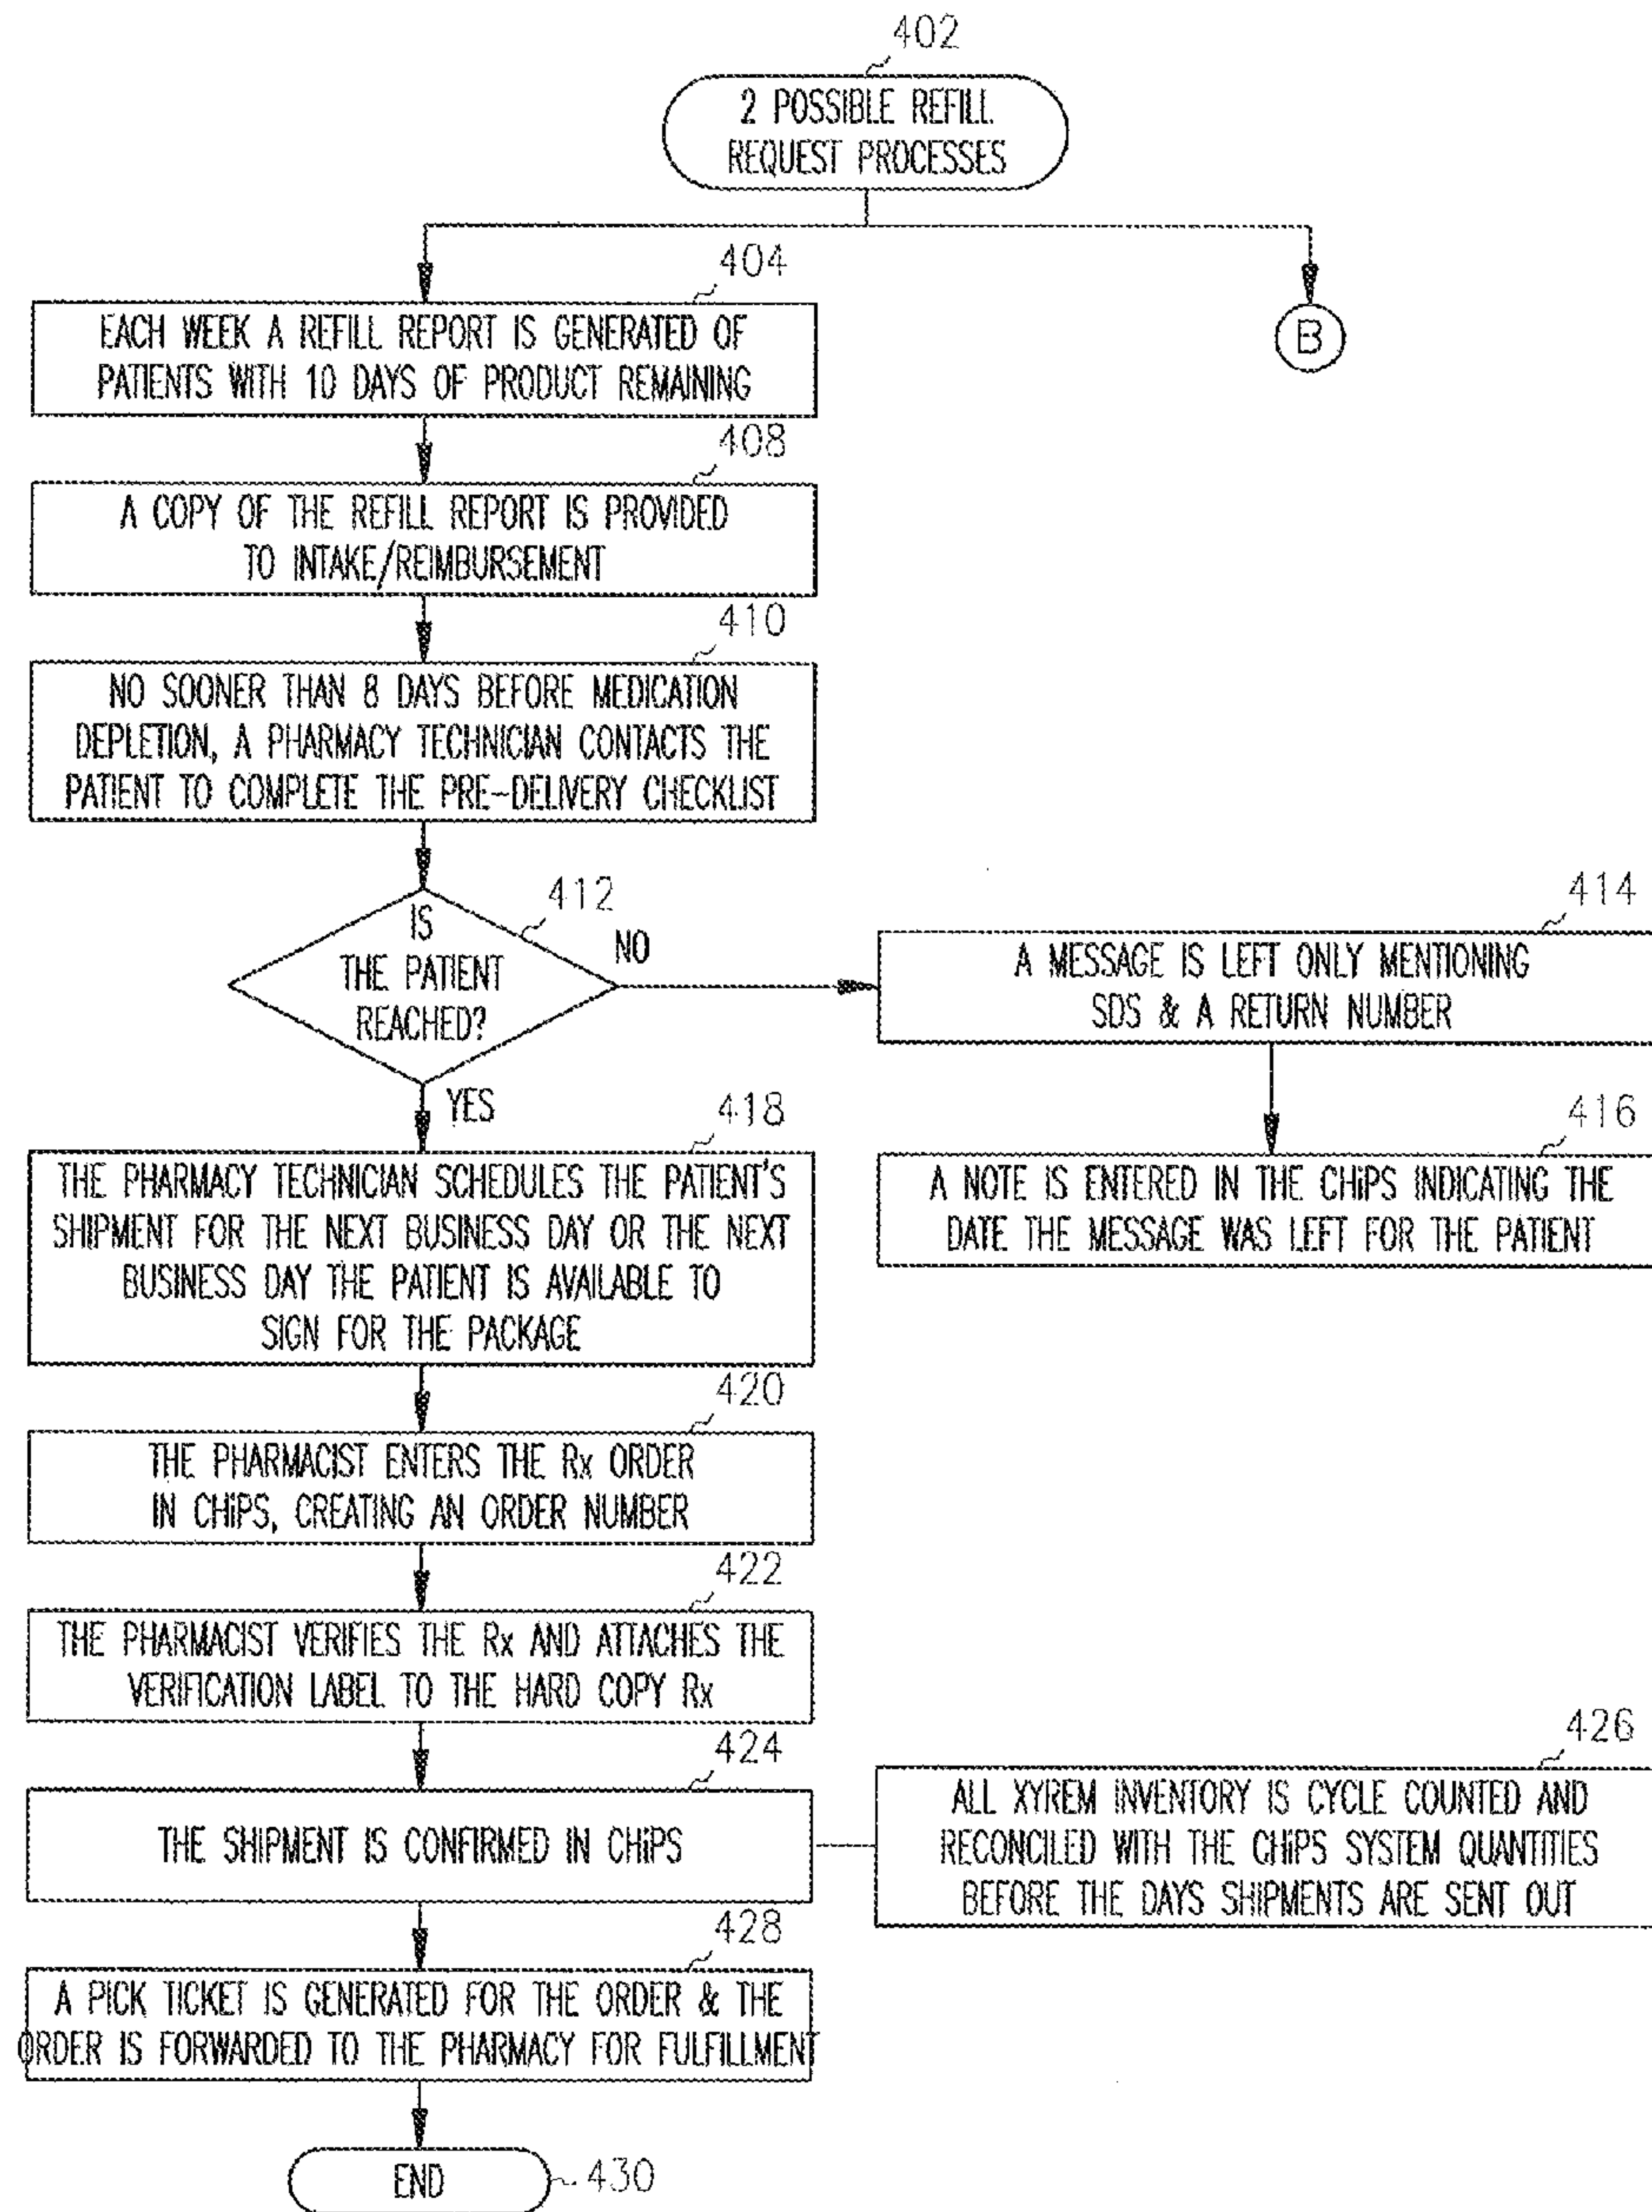 402
2 POSSIBLE REFILL
REQUEST PROCESSES
404
EACH WEEK A REFILL REPORT IS GENERATED OF
PATIENTS WITH 10 DAYS OF PRODUCT REMAINING
B
408
A COPY OF THE REFILL REPORT IS PROVIDED
TO INTAKE/REIMBURSEMENT
410
NO SOONER THAN 8 DAYS BEFORE MEDICATION
DEPLETION, A PHARMACY TECHNICIAN CONTACTS THE
PATIENT TO COMPLETE THE PRE-DELIVERY CHECKLIST
412
IS
THE PATIENT
REACHED?
NO
414
A MESSAGE IS LEFT ONLY MENTIONING
SDS & A RETURN NUMBER
416
A NOTE IS ENTERED IN THE CHiPS INDICATING THE
DATE THE MESSAGE WAS LEFT FOR THE PATIENT
YES
418
THE PHARMACY TECHNICIAN SCHEDULES THE PATIENT'S
SHIPMENT FOR THE NEXT BUSINESS DAY OR THE NEXT
BUSINESS DAY THE PATIENT IS AVAILABLE TO
SIGN FOR THE PACKAGE
420
THE PHARMACIST ENTERS THE Rx ORDER
IN CHiPS, CREATING AN ORDER NUMBER
422
THE PHARMACIST VERIFIES THE Rx AND ATTACHES THE
VERIFICATION LABEL TO THE HARD COPY Rx
424
THE SHIPMENT IS CONFIRMED IN CHiPS
426
ALL XYREM INVENTORY IS CYCLE COUNTED AND
RECONCILED WITH THE CHiPS SYSTEM QUANTITIES
BEFORE THE DAYS SHIPMENTS ARE SENT OUT
428
A PICK TICKET IS GENERATED FOR THE ORDER & THE
ORDER IS FORWARDED TO THE PHARMACY FOR FULFILLMENT
END
430